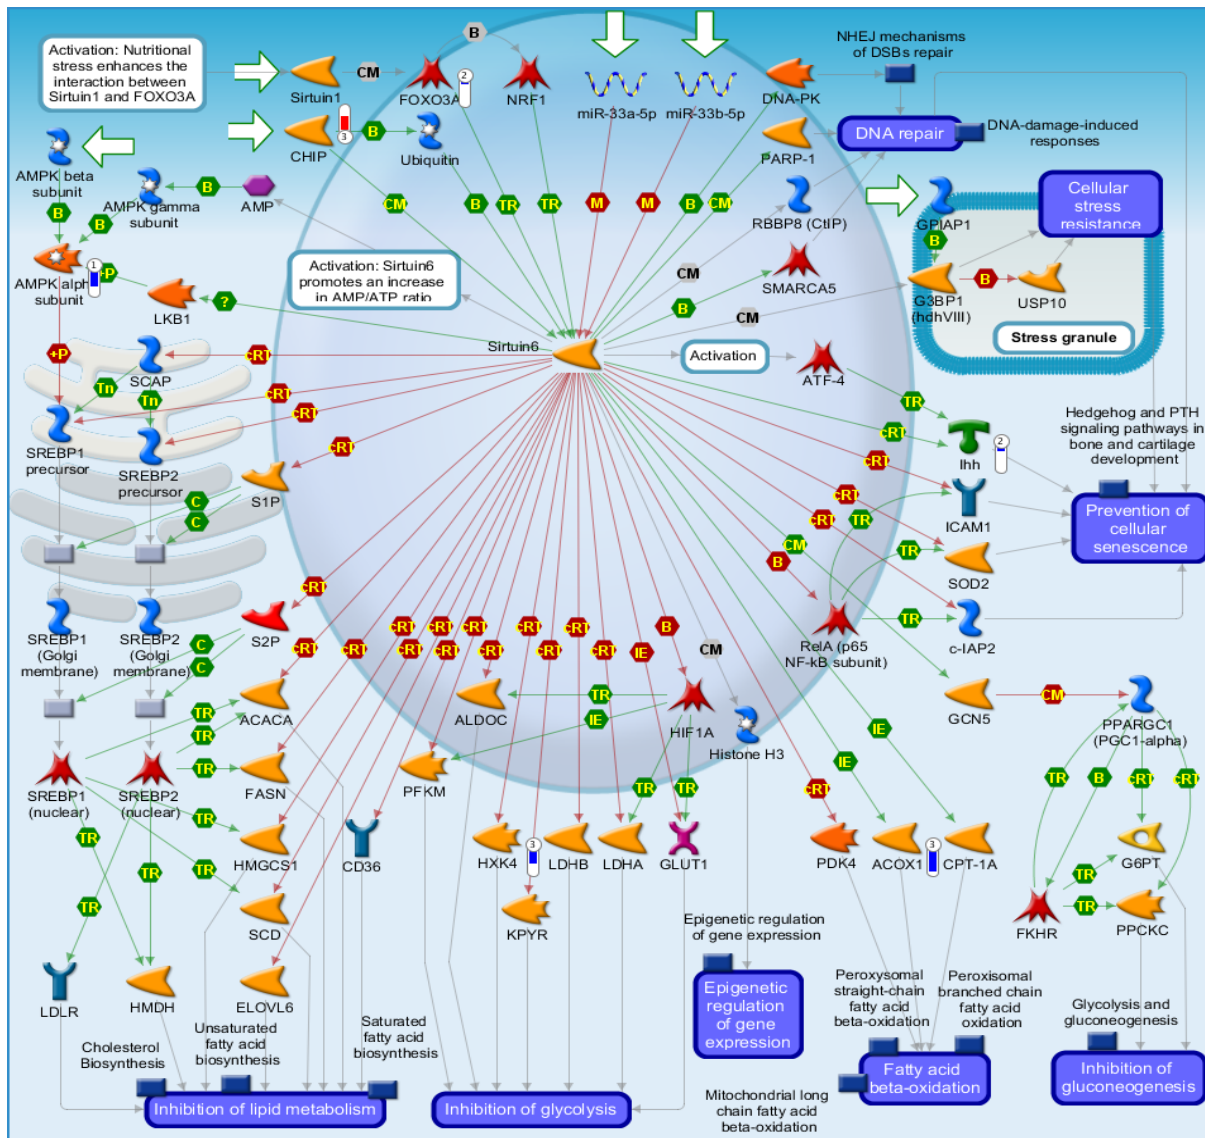 Activation: Nutritional
stress enhances the
interaction between
Sirtuin1 and FOXO3A
Sirtuin1
CM
FOXO3A
2
B
NRF1
miR-33a-5p
miR-33b-5p
DNA-PK
NHEJ mechanisms
of DSBs repair
DNA repair
DNA-damage-induced
responses
CHIP
3
B
Ubiquitin
PARP-1
AMPK beta
subunit
AMPK gamma
subunit
B
AMP
B
B
CM
B
TR
TR
M
M
B
CM
RBBP8 (CtIP)
GPIAP1
Cellular
stress
resistance
B
AMPK alph
subunit
1
+P
LKB1
?
Activation: Sirtuin6
promotes an increase
in AMP/ATP ratio
CM
SMARCA5
B
CM
G3BP1
(hdhVIII)
B
USP10
Stress granule
Sirtuin6
Activation
ATF-4
+P
SCAP
cRT
Tn
Tn
cRT
cRT
cRT
SREBP1
precursor
SREBP2
precursor
S1P
C
C
TR
cRT
cRT
Ihh
2
Hedgehog and PTH
signaling pathways in
bone and cartilage
development
cRT
cRT
TR
ICAM1
Prevention of
cellular
senescence
CM
B
TR
SOD2
TR
c-IAP2
RelA (p65
NF-kB subunit)
SREBP1
(Golgi
membrane)
SREBP2
(Golgi
membrane)
cRT
S2P
C
C
cRT
cRT
cRT
cRT
cRT
cRT
cRT
cRT
cRT
cRT
cRT
IE
B
CM
TR
TR
ACACA
ALDOC
TR
IE
HIF1A
Histone H3
GCN5
CM
PPARGC1
(PGC1-alpha)
IE
IE
SREBP1
(nuclear)
SREBP2
(nuclear)
TR
FASN
PFKM
TR
TR
cRT
TR
B
cRT
cRT
TR
TR
TR
TR
TR
HMGCS1
CD36
HXK4
3
LDHB
LDHA
GLUT1
PDK4
ACOX1
3
CPT-1A
G6PT
TR
TR
SCD
KPYR
FKHR
PPCKC
LDLR
HMDH
ELOVL6
Epigenetic regulation
of gene expression
Epigenetic
regulation
of gene
expression
Peroxysomal
straight-chain
fatty acid
beta-oxidation
Peroxisomal
branched chain
fatty acid
oxidation
Glycolysis and
gluconeogenesis
Cholesterol
Biosynthesis
Unsaturated
fatty acid
biosynthesis
Saturated
fatty acid
biosynthesis
Fatty acid
beta-oxidation
Inhibition of
gluconeogenesis
Inhibition of lipid metabolism
Inhibition of glycolysis
Mitochondrial long
chain fatty acid
beta-oxidation